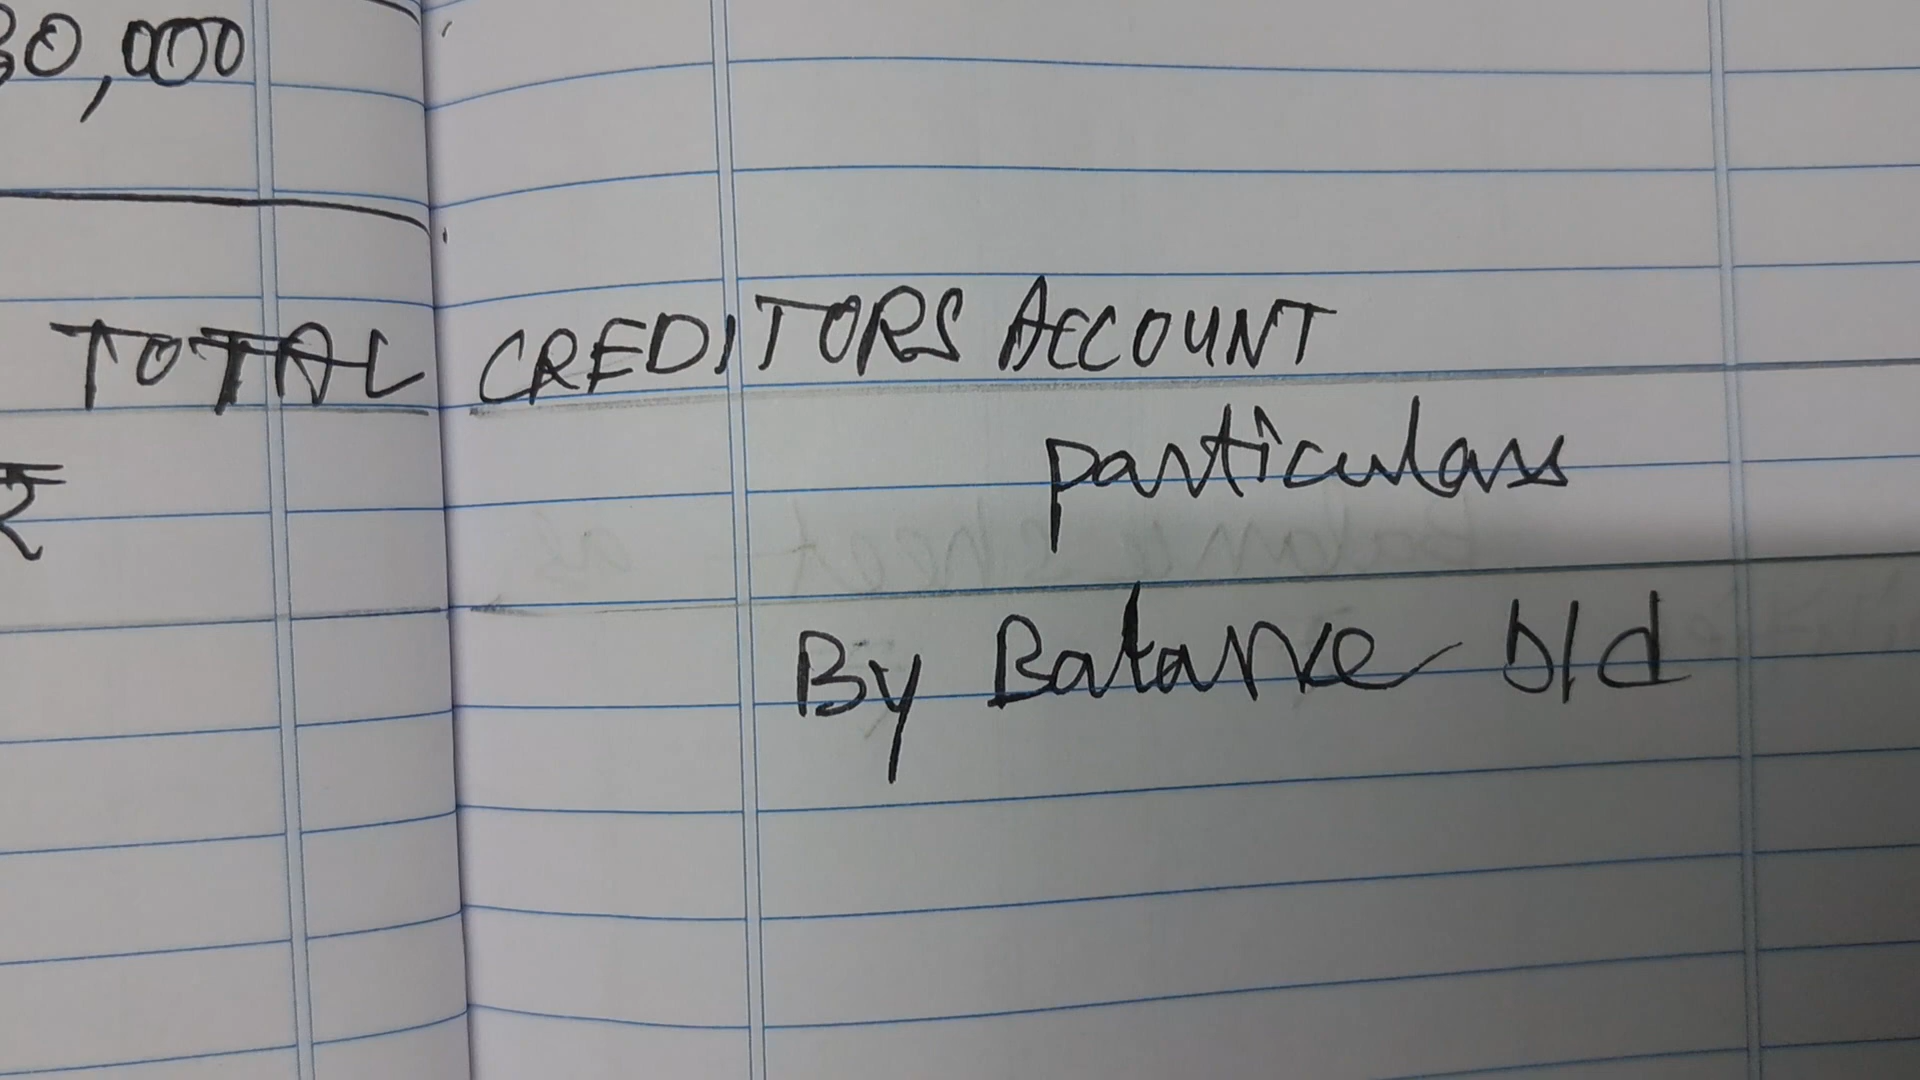 30,000
TOTAL CREDITORS ACCOUNT
₹ particulars
By Balance b/d